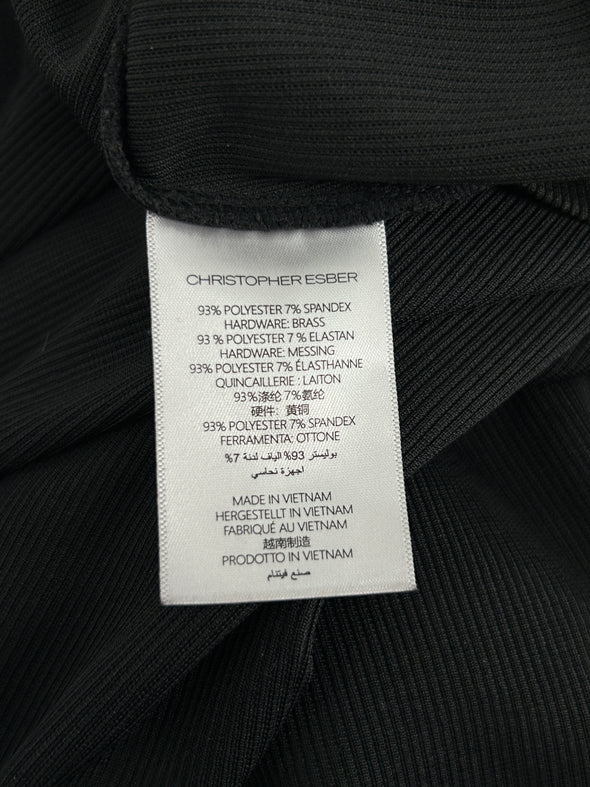 CHRISTOPHER ESBER
93% POLYESTER 7% SPANDEX
HARDWARE: BRASS
93 % POLYESTER 7 % ELASTAN
HARDWARE: MESSING
93% POLYESTER 7% ÉLASTHANNE
QUINCAILLERIE : LAITON
93%涤纶 7%氨纶
硬件：黄铜
93% POLYESTER 7% SPANDEX
FERRAMENTA: OTTONE
بوليستر 93% الياف لدنة 7%
اجهزة نحاسي
MADE IN VIETNAM
HERGESTELLT IN VIETNAM
FABRIQUÉ AU VIETNAM
越南制造
PRODOTTO IN VIETNAM
صنع فيتنام